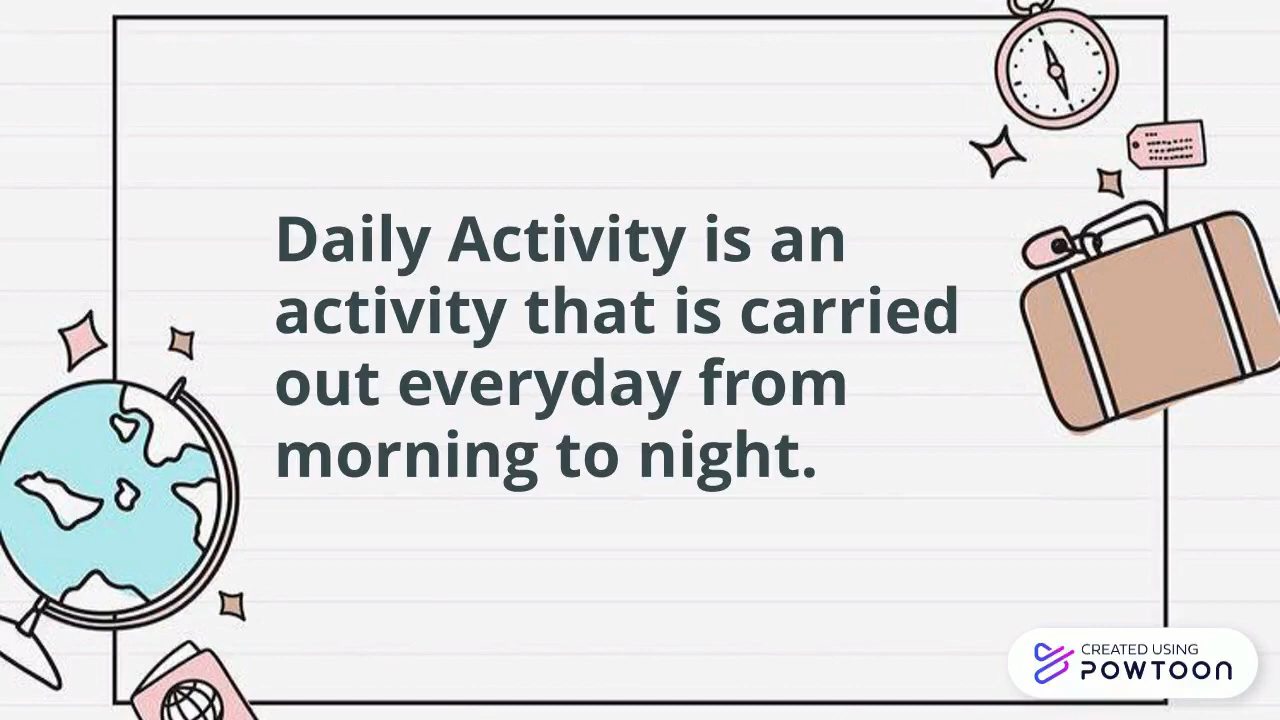 Daily Activity is an
activity that is carried
out everyday from
morning to night.
CREATED USING
POWTOON